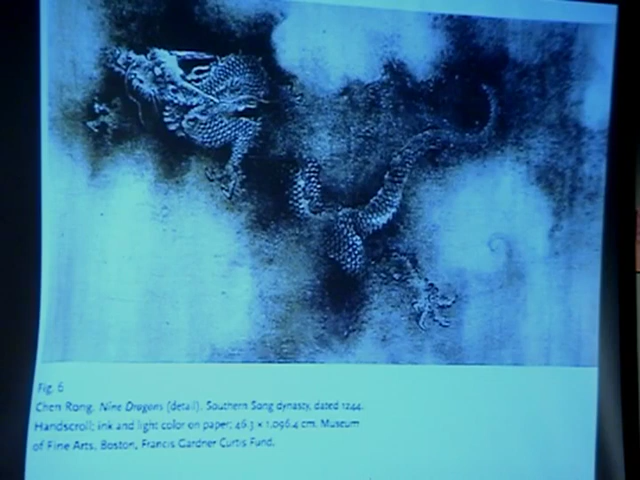 Fig. 6
Chen Rong, Nine Dragons (detail). Southern Song dynasty, dated 1244.
Handscroll; ink and light color on paper; 46.3 x 1,096.4 cm. Museum
of Fine Arts, Boston, Francis Gardner Curtis Fund.